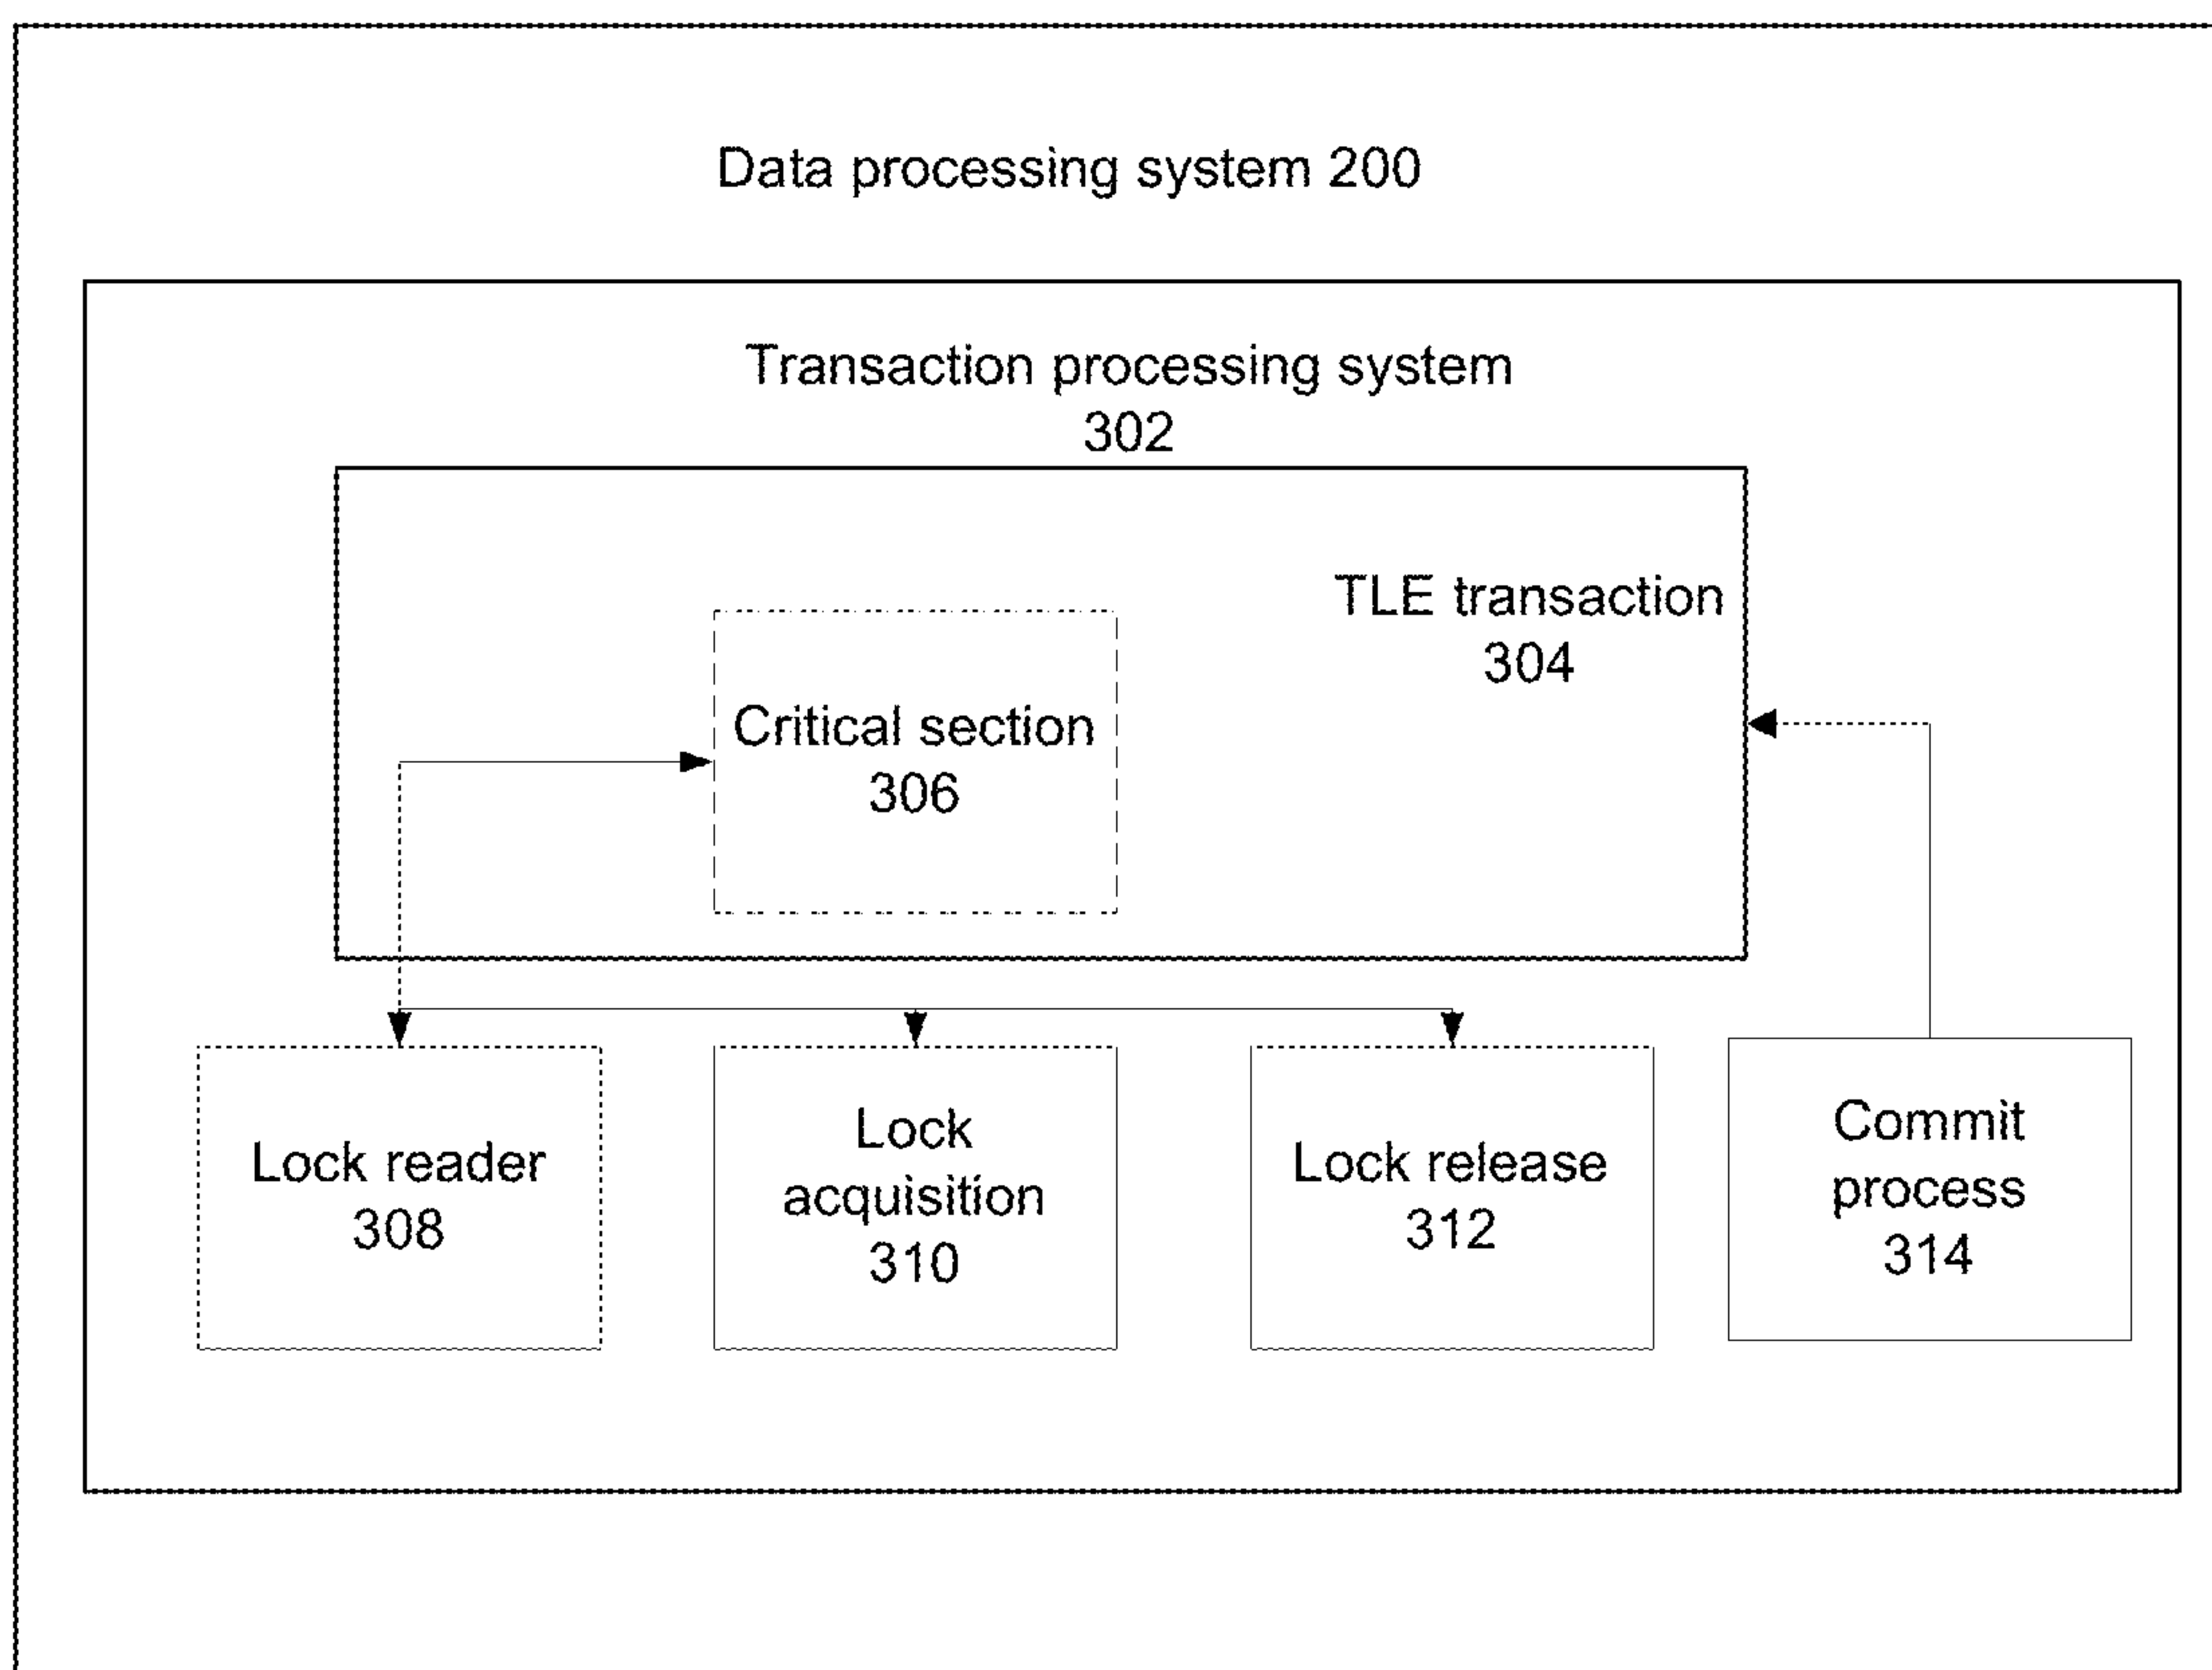 Data processing system 200
Transaction processing system
302
TLE transaction
304
Critical section
306
Lock reader
308
Lock
acquisition
310
Lock release
312
Commit
process
314